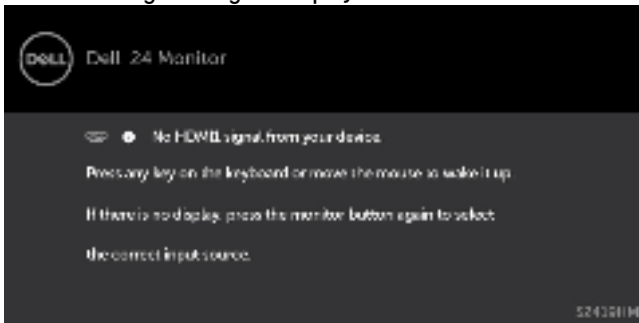 DELL Dell 24 Monitor
No HDMI1 signal from your device.
Press any key on the keyboard or move the mouse to wake it up.
If there is no display, press the monitor button again to select
the correct input source.
S2419HM